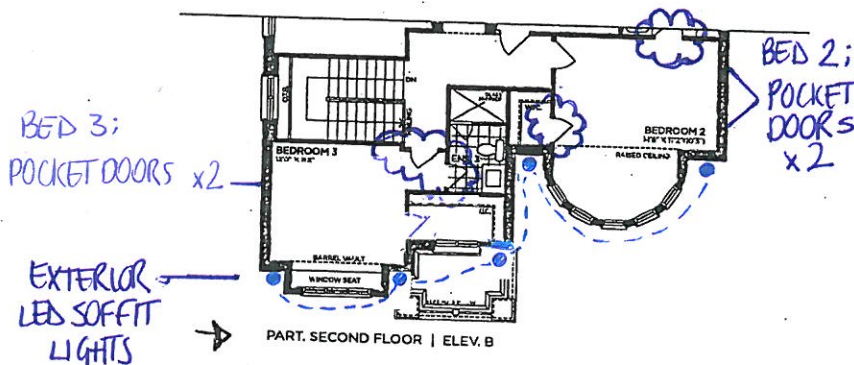 BED 2;
POCKET
DOORS
x2
DN
BEDROOM 2
RAISED CEILING
BED 3;
POCKET DOORS x2
BEDROOM 3
ENS. 3
BARREL VAULT
WINDOW SEAT
EXTERIOR
LED SOFFIT
LIGHTS
PART. SECOND FLOOR | ELEV. B